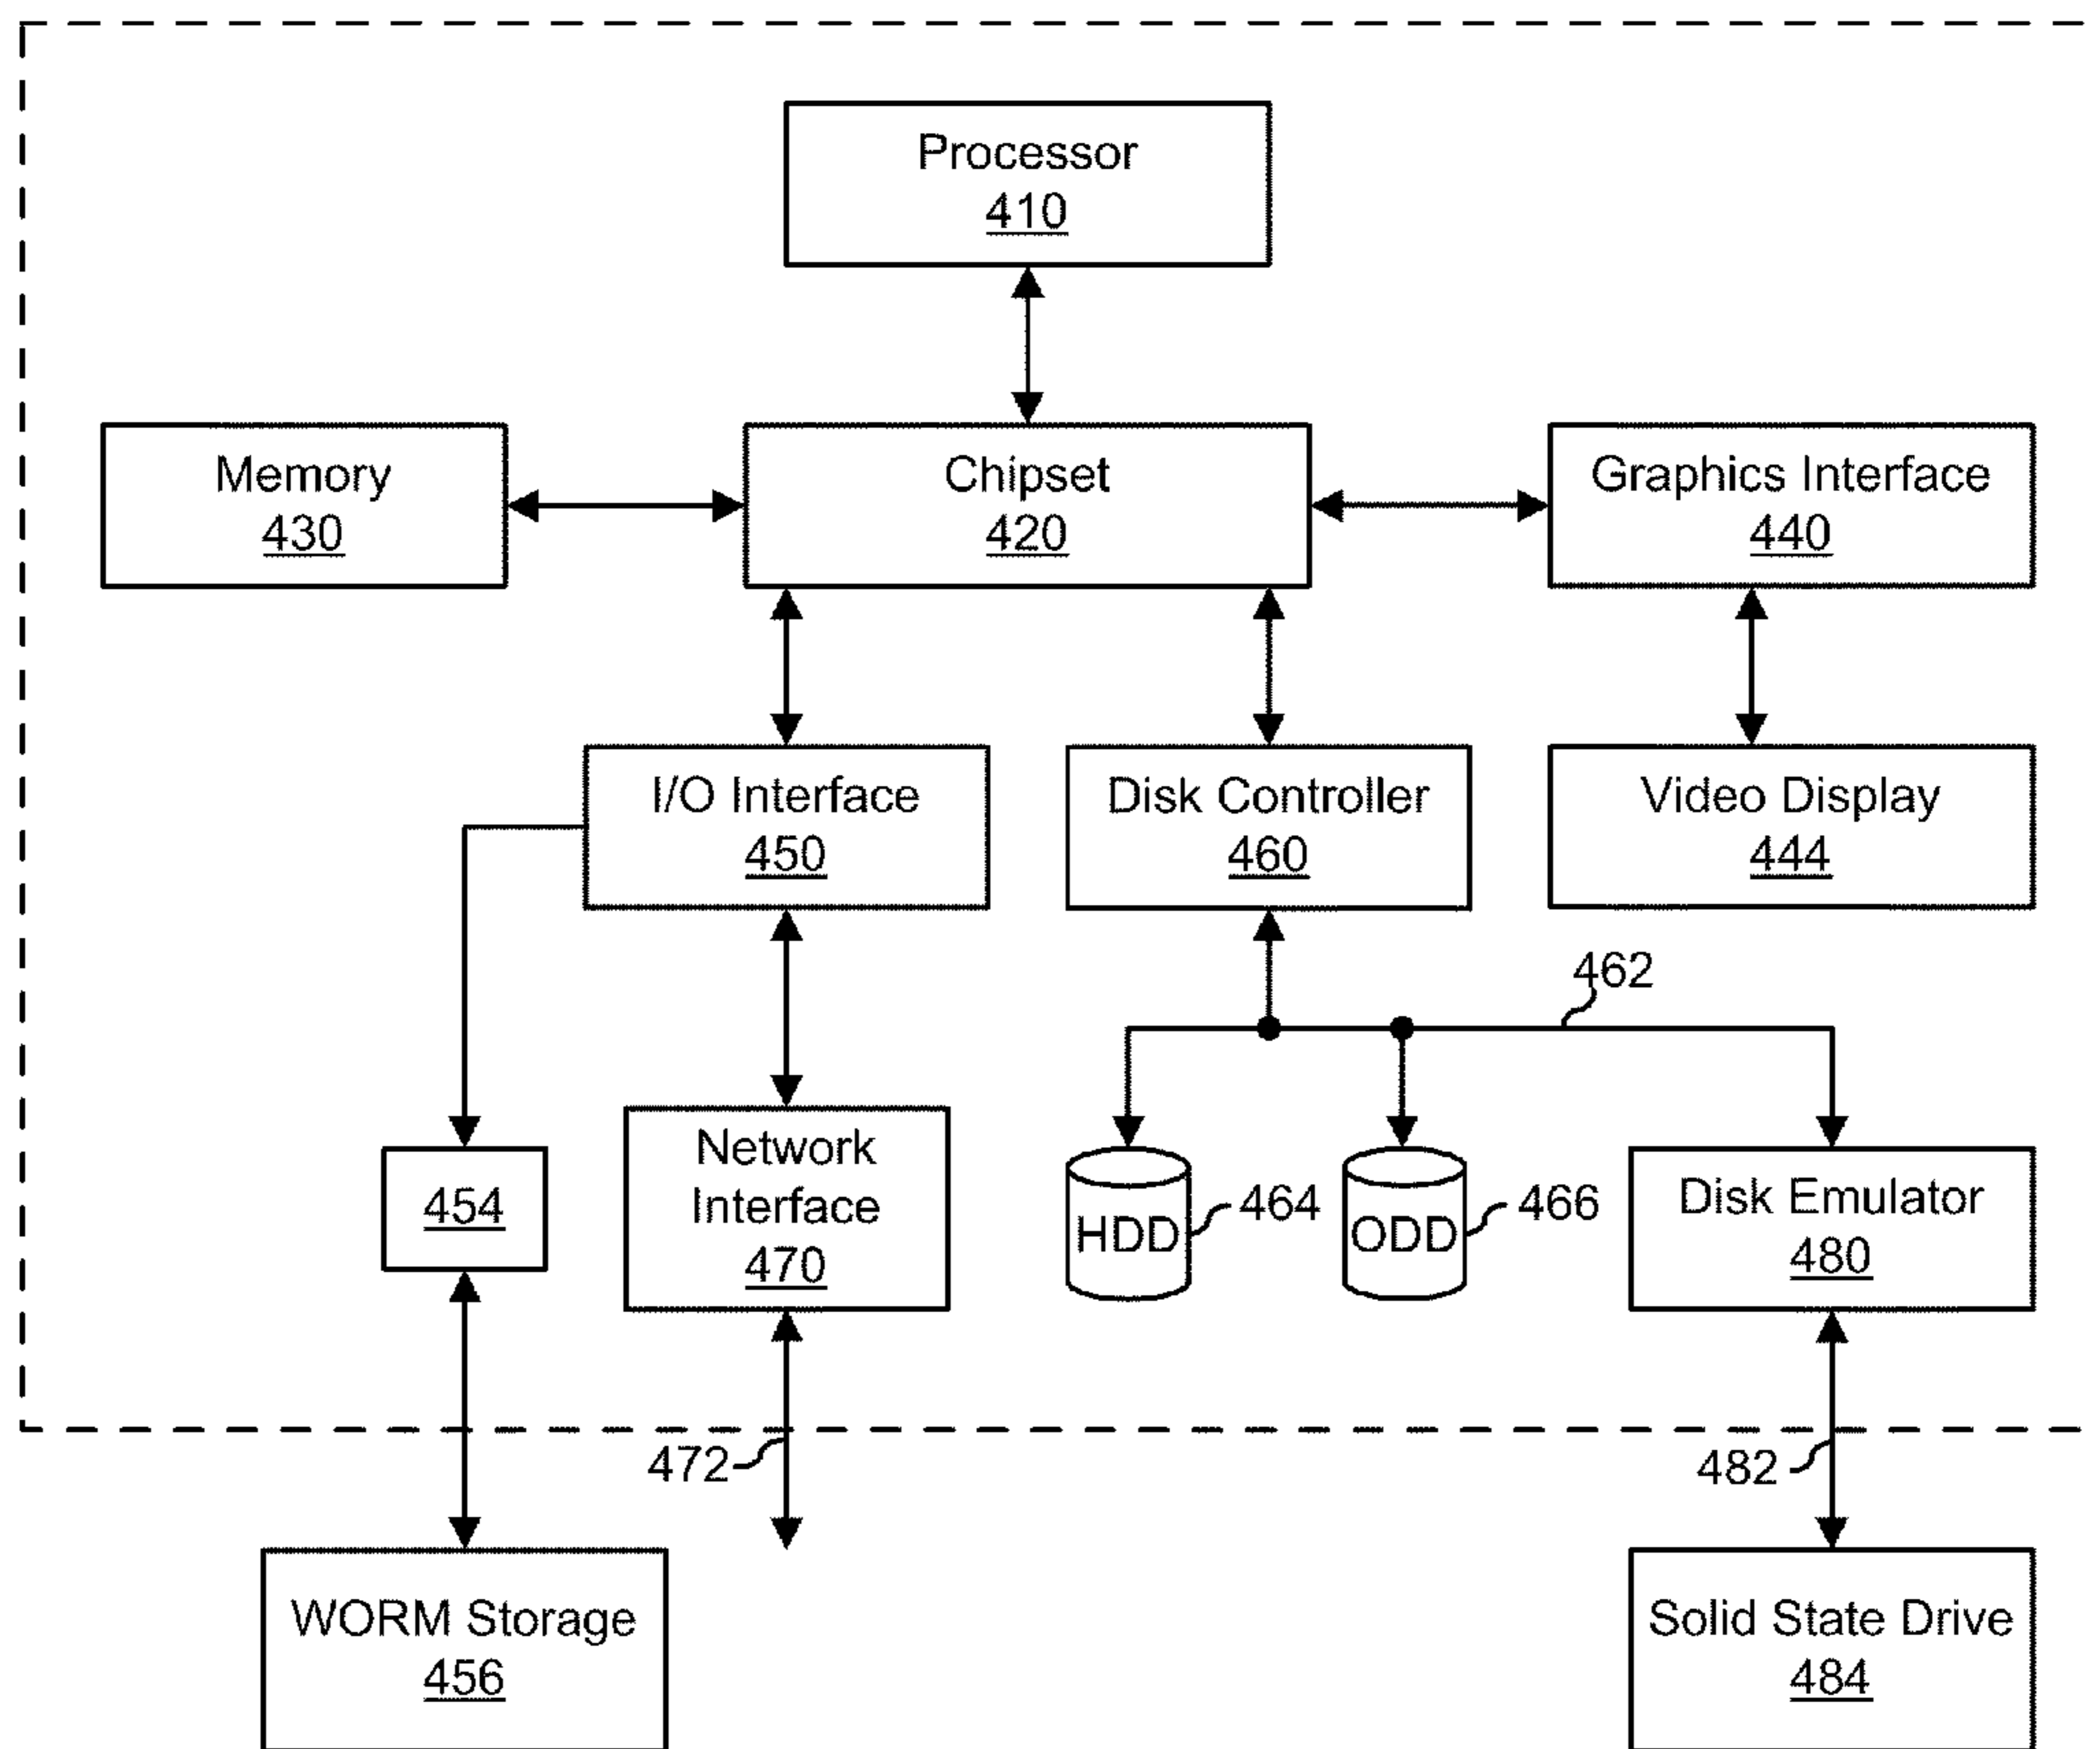 Processor
410
Memory
430
Chipset
420
Graphics Interface
440
I/O Interface
450
Disk Controller
460
Video Display
444
462
454
Network
Interface
470
HDD
464
ODD
466
Disk Emulator
480
472
482
WORM Storage
456
Solid State Drive
484